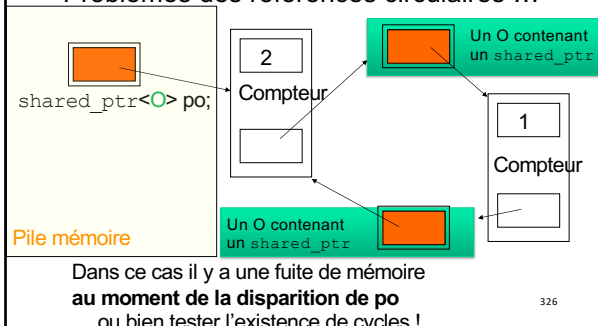 Problèmes des références circulaires ...
2
Compteur
Un O contenant
un shared_ptr
shared_ptr<O> po;
1
Compteur
Un O contenant
un shared_ptr
Pile mémoire
Dans ce cas il y a une fuite de mémoire
au moment de la disparition de po
326
ou bien tester l'existence de cycles !